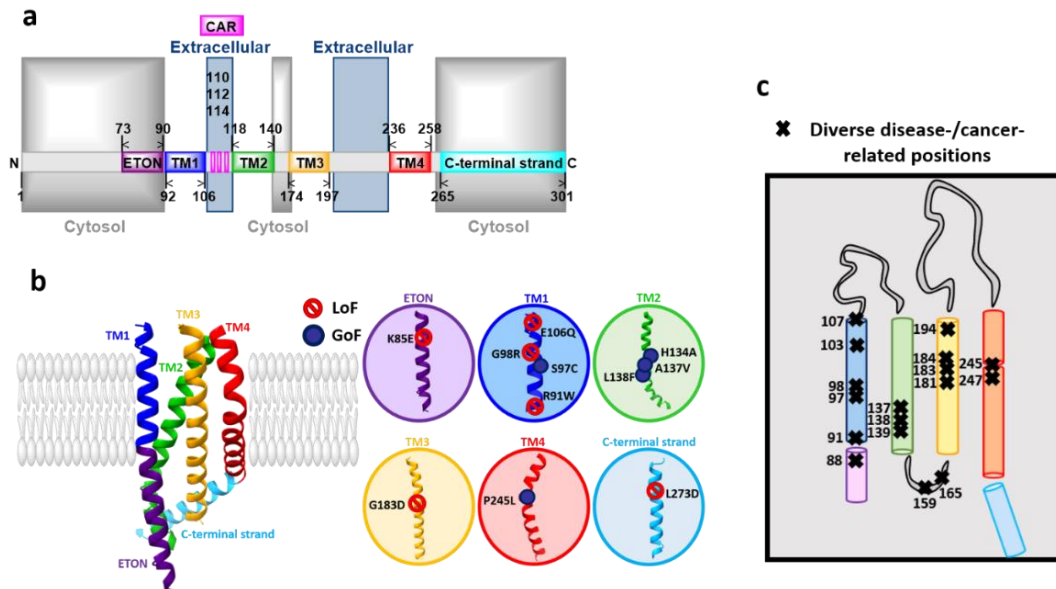 a
CAR
Extracellular
Extracellular
110
112
114
73
90
118
140
236
258
N
ETON
TM1
TM2
TM3
TM4
C-terminal strand
C
1
92
106
174
197
265
301
Cytosol
Cytosol
Cytosol
b
TM1
TM2
TM3
TM4
C-terminal strand
ETON
LoF
GoF
ETON
K85E
TM1
E106Q
G98R
S97C
R91W
TM2
H134A
A137V
L138F
TM3
G183D
TM4
P245L
C-terminal strand
L273D
c
Diverse disease-/cancer-
related positions
107
103
98
97
91
88
137
138
139
194
184
183
181
245
247
159
165